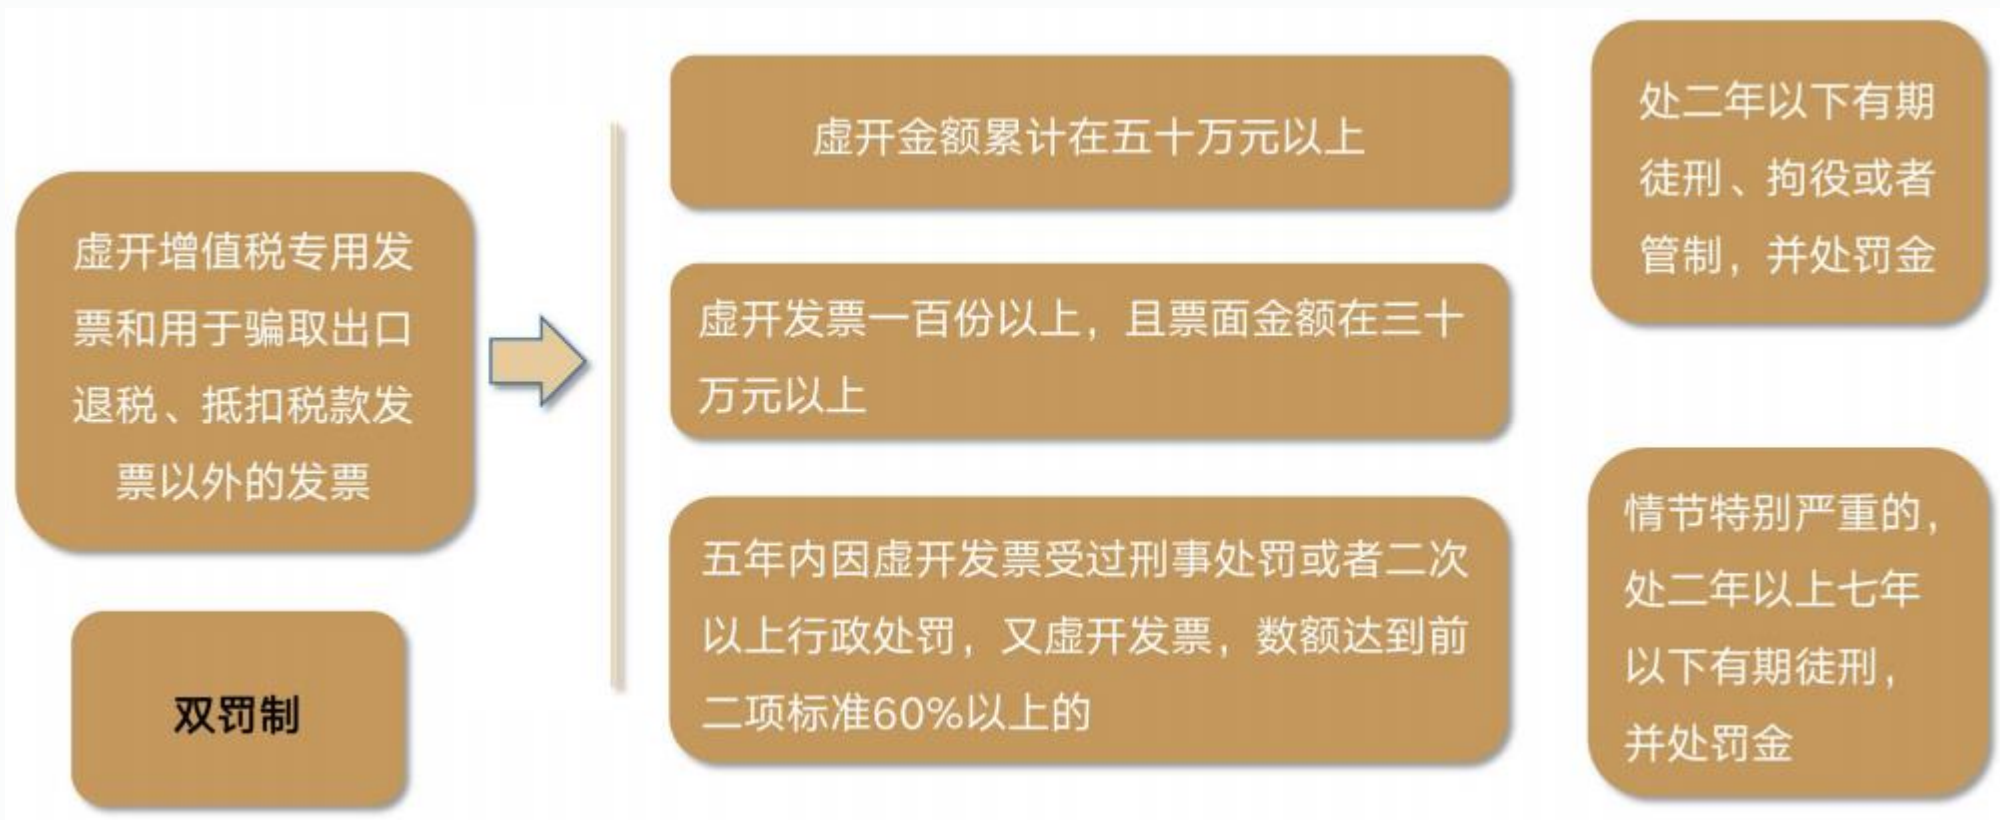 虚开增值税专用发
票和用于骗取出口
退税、抵扣税款发
票以外的发票
双罚制
虚开金额累计在五十万元以上
虚开发票一百份以上，且票面金额在三十
万元以上
五年内因虚开发票受过刑事处罚或者二次
以上行政处罚，又虚开发票，数额达到前
二项标准60%以上的
处二年以下有期
徒刑、拘役或者
管制，并处罚金
情节特别严重的，
处二年以上七年
以下有期徒刑，
并处罚金